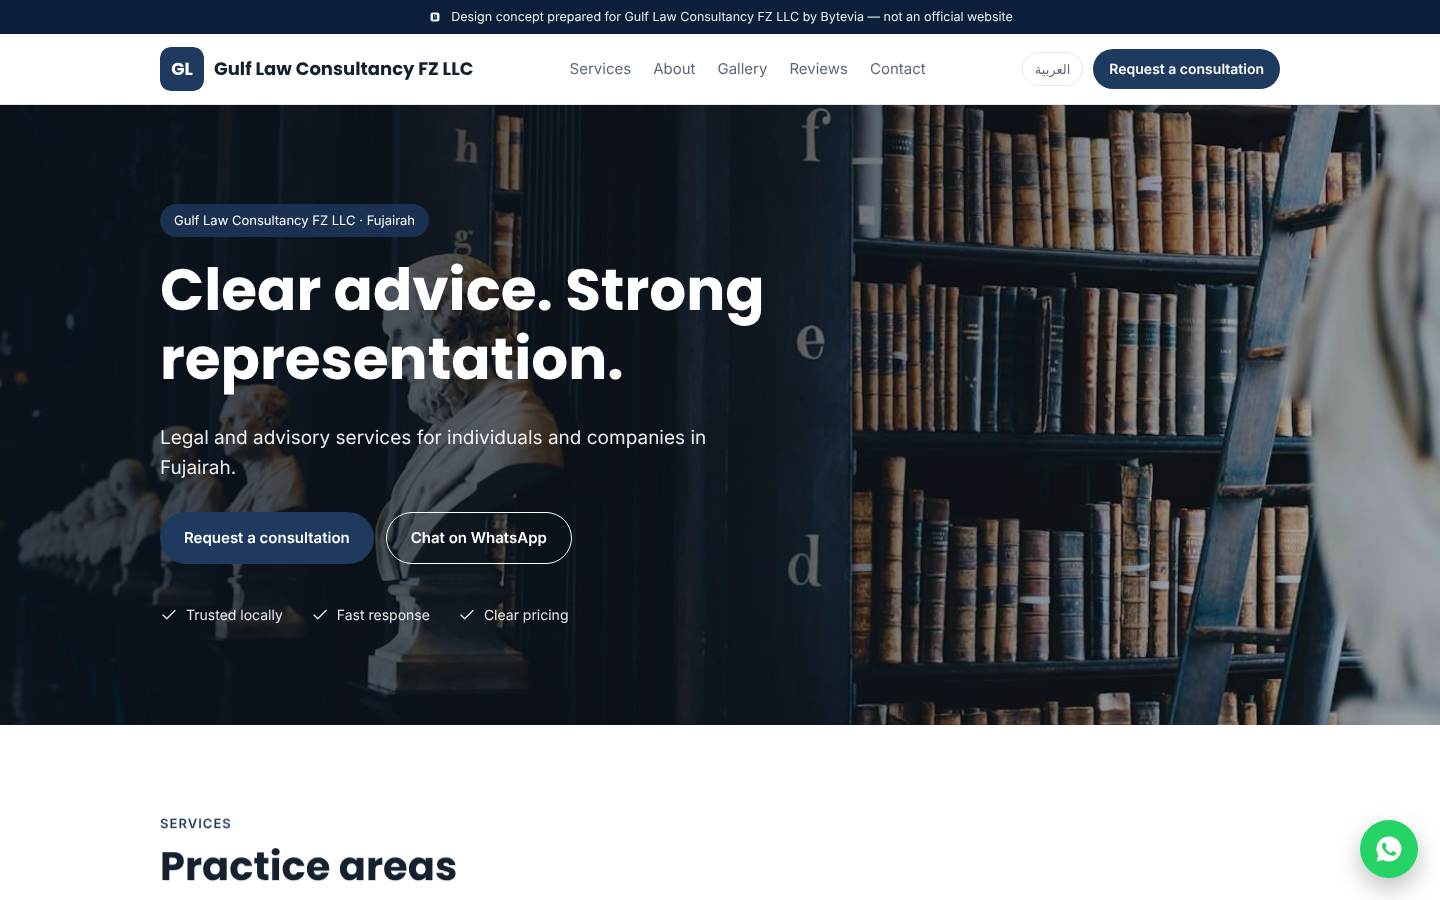 Design concept prepared for Gulf Law Consultancy FZ LLC by Bytevia — not an official website
GL
Gulf Law Consultancy FZ LLC
Services
About
Gallery
Reviews
Contact
العربية
Request a consultation
h
f
g
e
d
Gulf Law Consultancy FZ LLC · Fujairah
Clear advice. Strong
representation.
Legal and advisory services for individuals and companies in
Fujairah.
Request a consultation
Chat on WhatsApp
Trusted locally
Fast response
Clear pricing
SERVICES
Practice areas